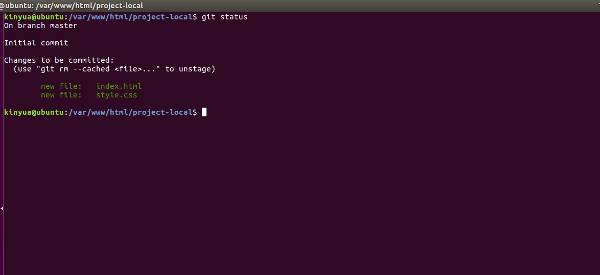 @ubuntu: /var/www/html/project-local
kinyua@ubuntu:/var/www/html/project-local$ git status
On branch master
Initial commit
Changes to be committed:
(use "git rm --cached <file>..." to unstage)
new file: index.html
new file: style.css
kinyua@ubuntu:/var/www/html/project-local$